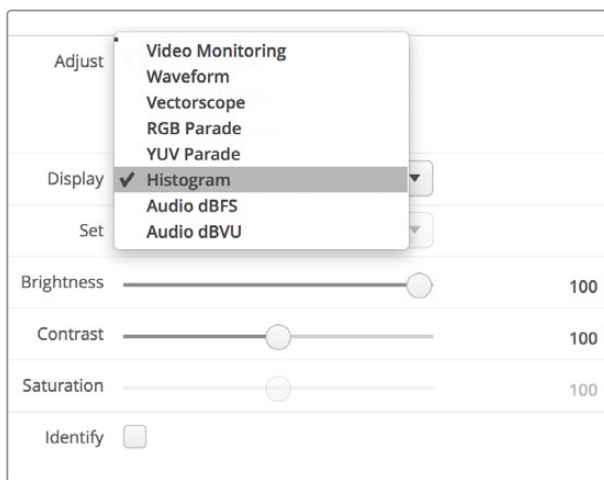 Adjust
Video Monitoring
Waveform
Vectorscope
RGB Parade
YUV Parade
Display ✓ Histogram
Audio dBFS
Set Audio dBVU
Brightness 100
Contrast 100
Saturation 100
Identify